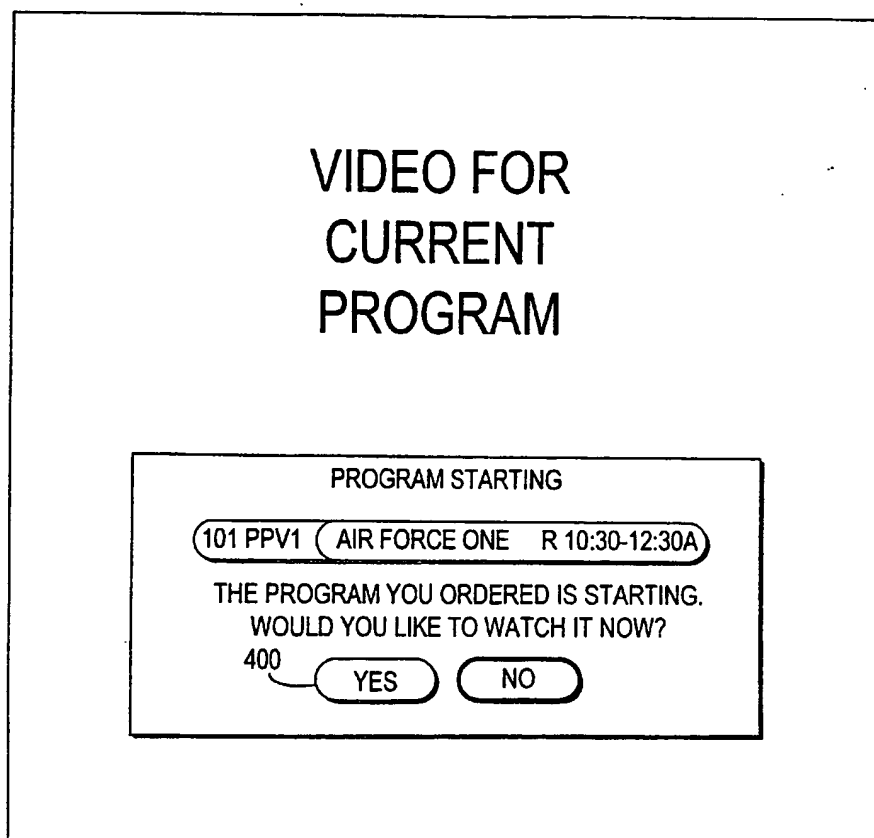 VIDEO FOR
CURRENT
PROGRAM
PROGRAM STARTING
101 PPV1 AIR FORCE ONE R 10:30-12:30A
THE PROGRAM YOU ORDERED IS STARTING.
WOULD YOU LIKE TO WATCH IT NOW?
400
YES NO